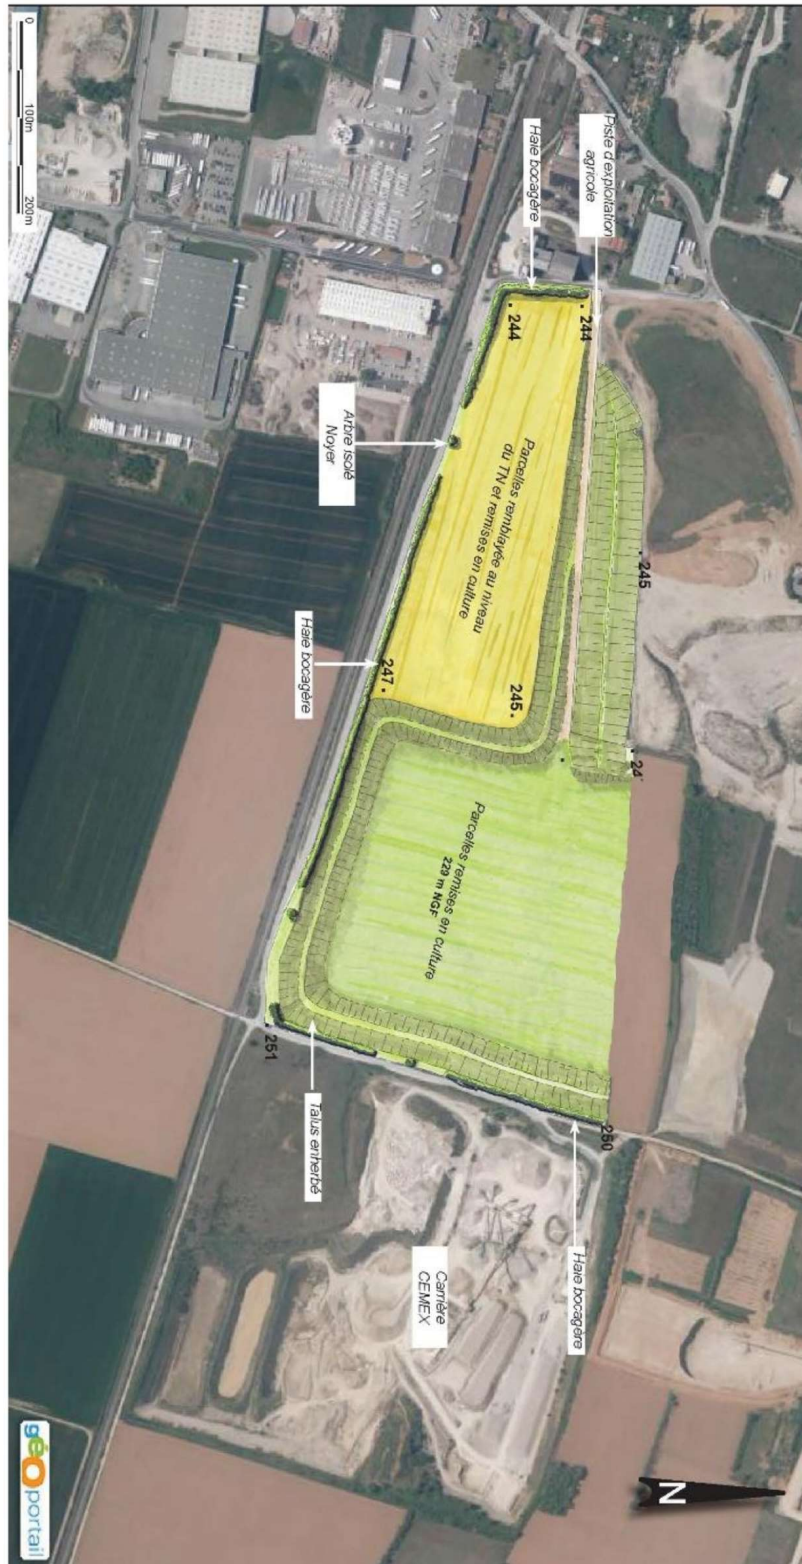 Piste d'exploitation
agricole
Haie bocagère
244
244
245
Parcelles remblayée au niveau
du TN et remises en culture
Arbre isolé
Noyer
245
247
Haie bocagère
24
Parcelles remises en culture
229 m NGF
251
250
Talus enherbé
Haie bocagère
Carrière
CEMEX
0
100m
200m
N
géoportail